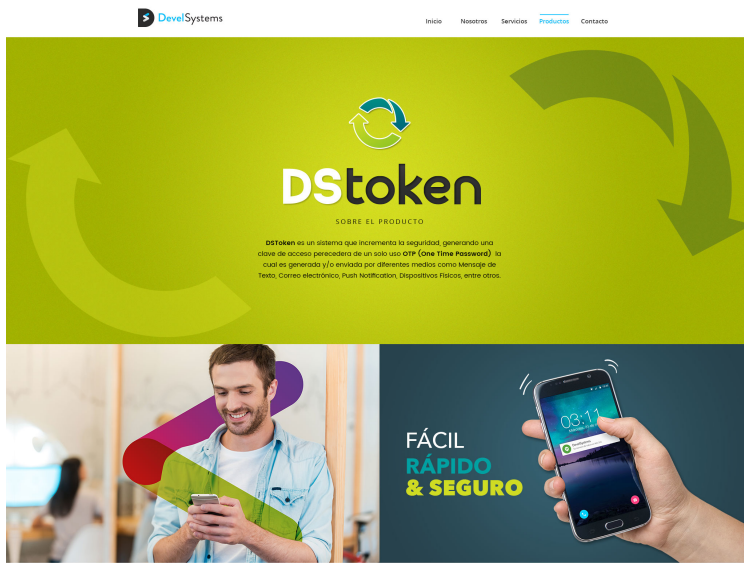 DevelSystems
Inicio Nosotros Servicios Productos Contacto
DStoken
SOBRE EL PRODUCTO
DSToken es un sistema que incrementa la seguridad, generando una
clave de acceso perecedera de un solo uso OTP (One Time Password) la
cual es generada y/o enviada por diferentes medios como Mensaje de
Texto, Correo electrónico, Push Notification, Dispositivos Físicos, entre otros.
FÁCIL
RÁPIDO
& SEGURO
03:11